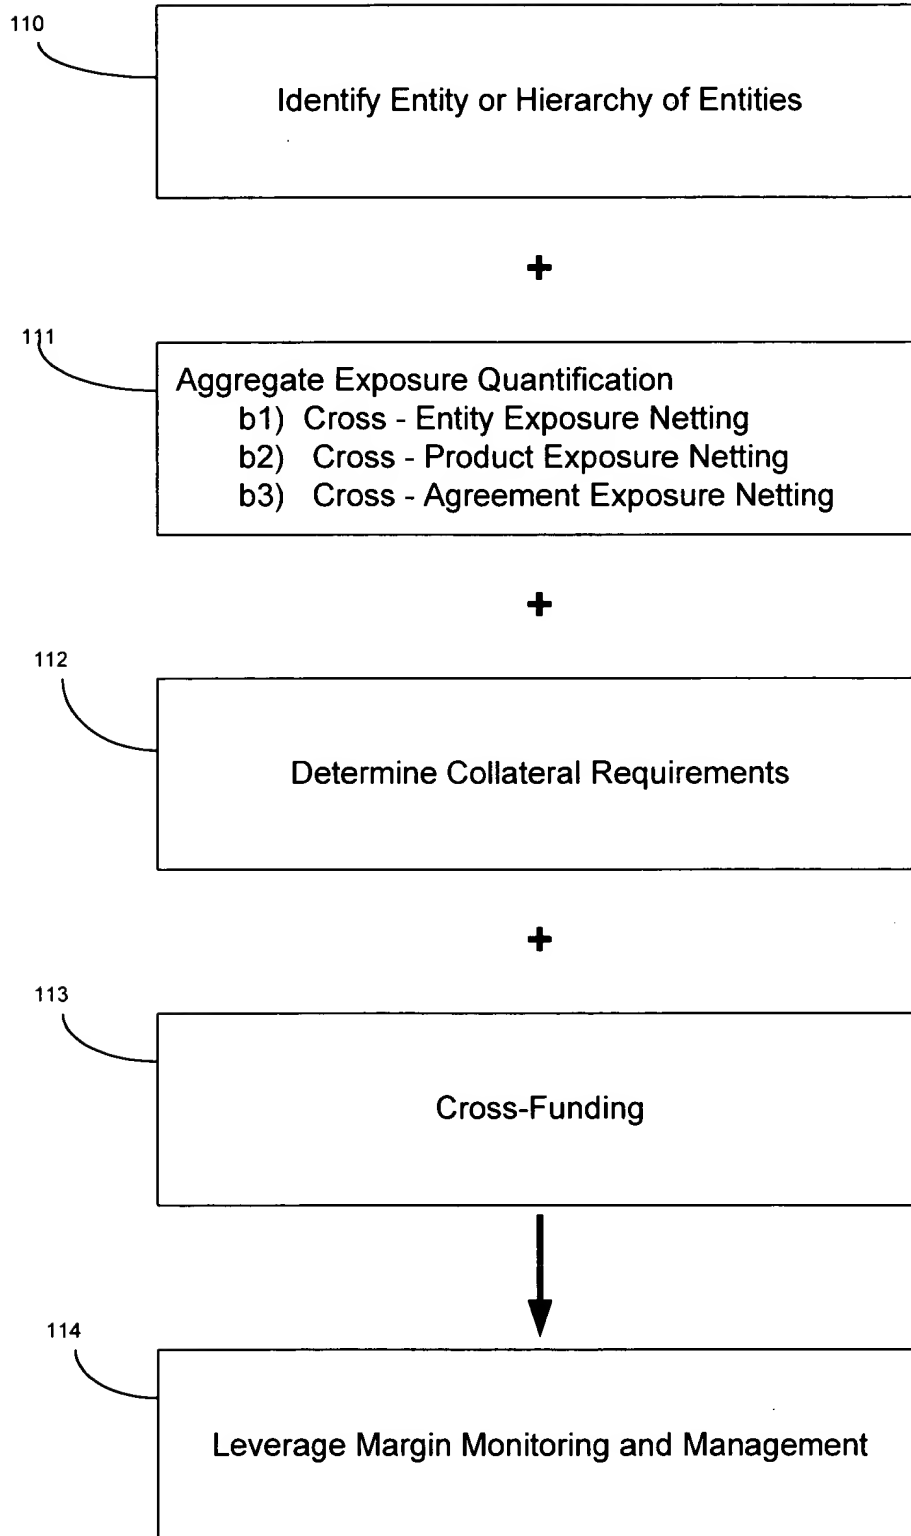 110
Identify Entity or Hierarchy of Entities
+
111
Aggregate Exposure Quantification
b1) Cross - Entity Exposure Netting
b2) Cross - Product Exposure Netting
b3) Cross - Agreement Exposure Netting
+
112
Determine Collateral Requirements
+
113
Cross-Funding
114
Leverage Margin Monitoring and Management